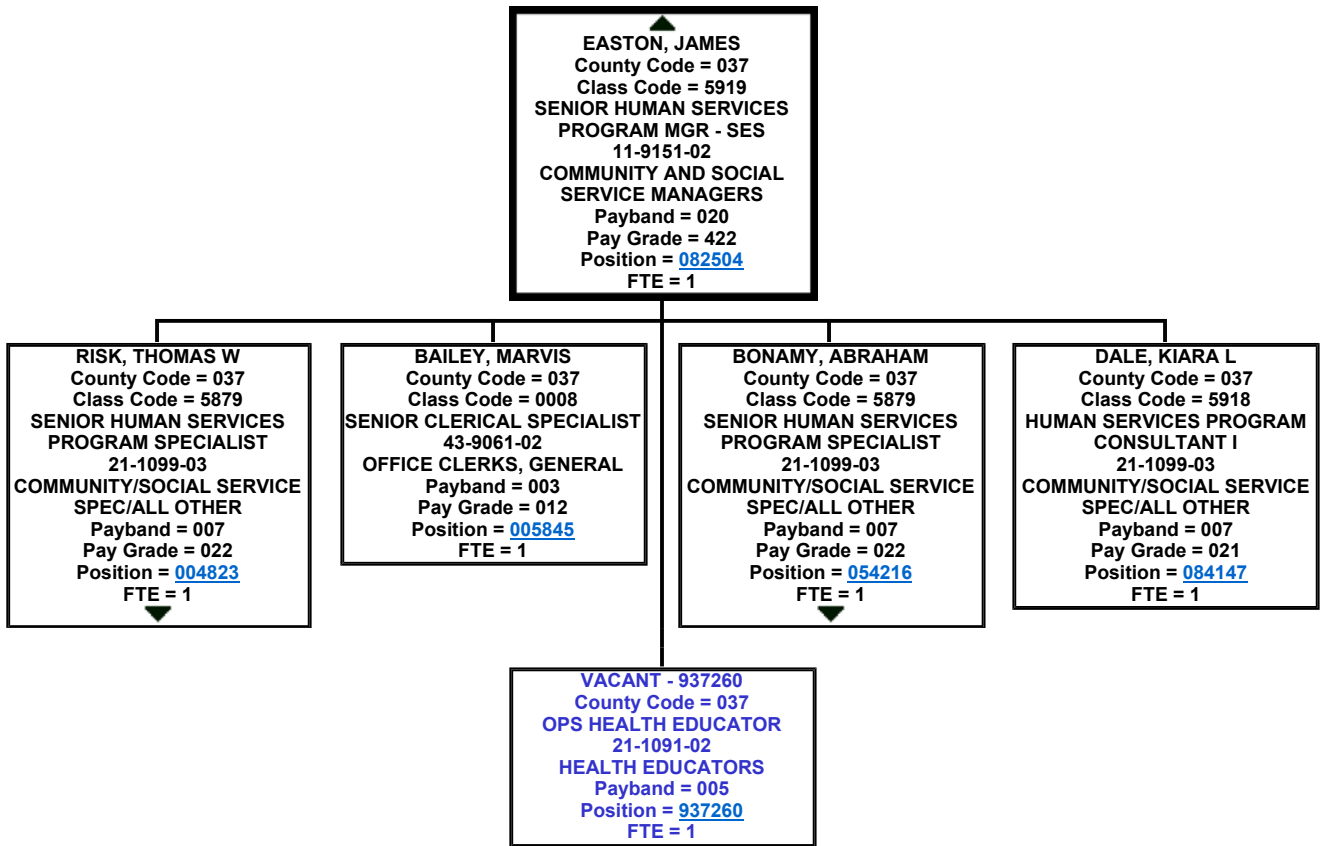 EASTON, JAMES
County Code = 037
Class Code = 5919
SENIOR HUMAN SERVICES
PROGRAM MGR - SES
11-9151-02
COMMUNITY AND SOCIAL
SERVICE MANAGERS
Payband = 020
Pay Grade = 422
Position = 082504
FTE = 1
RISK, THOMAS W
County Code = 037
Class Code = 5879
SENIOR HUMAN SERVICES
PROGRAM SPECIALIST
21-1099-03
COMMUNITY/SOCIAL SERVICE
SPEC/ALL OTHER
Payband = 007
Pay Grade = 022
Position = 004823
FTE = 1
BAILEY, MARVIS
County Code = 037
Class Code = 0008
SENIOR CLERICAL SPECIALIST
43-9061-02
OFFICE CLERKS, GENERAL
Payband = 003
Pay Grade = 012
Position = 005845
FTE = 1
BONAMY, ABRAHAM
County Code = 037
Class Code = 5879
SENIOR HUMAN SERVICES
PROGRAM SPECIALIST
21-1099-03
COMMUNITY/SOCIAL SERVICE
SPEC/ALL OTHER
Payband = 007
Pay Grade = 022
Position = 054216
FTE = 1
DALE, KIARA L
County Code = 037
Class Code = 5918
HUMAN SERVICES PROGRAM
CONSULTANT I
21-1099-03
COMMUNITY/SOCIAL SERVICE
SPEC/ALL OTHER
Payband = 007
Pay Grade = 021
Position = 084147
FTE = 1
VACANT - 937260
County Code = 037
OPS HEALTH EDUCATOR
21-1091-02
HEALTH EDUCATORS
Payband = 005
Position = 937260
FTE = 1